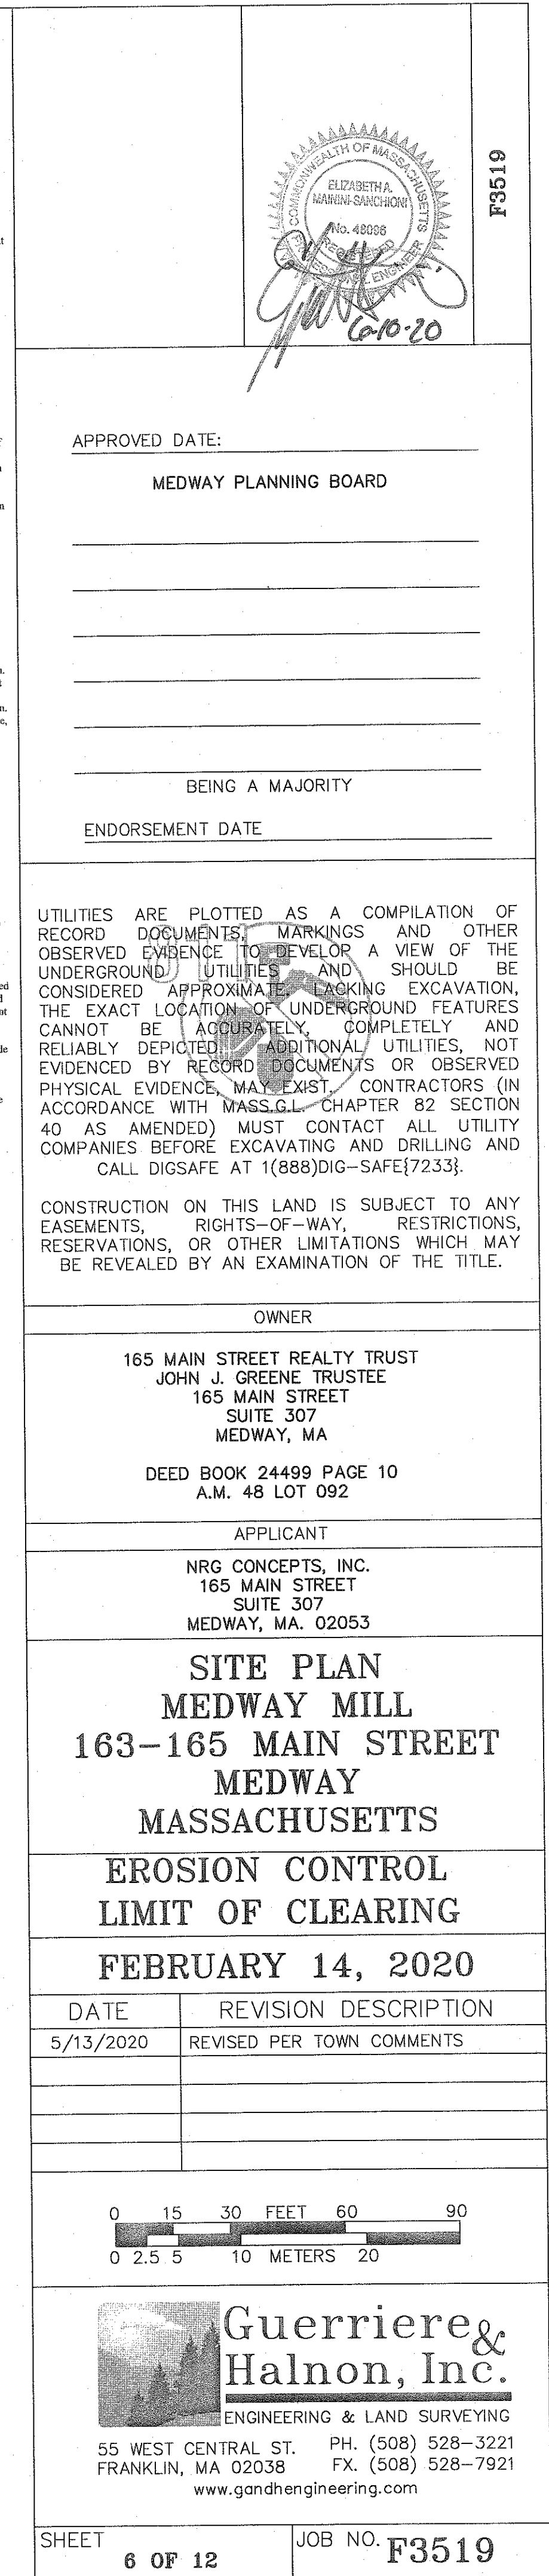 COMMONWEALTH OF MASSACHUSETTS
ELIZABETH A.
MAININI-SANCHIONI
No. 46096
REGISTERED
PROFESSIONAL ENGINEER
6-10-20
F3519
APPROVED DATE:
MEDWAY PLANNING BOARD
BEING A MAJORITY
ENDORSEMENT DATE
811
UTILITIES ARE PLOTTED AS A COMPILATION OF
RECORD DOCUMENTS, MARKINGS AND OTHER
OBSERVED EVIDENCE TO DEVELOP A VIEW OF THE
UNDERGROUND UTILITIES AND SHOULD BE
CONSIDERED APPROXIMATE. LACKING EXCAVATION,
THE EXACT LOCATION OF UNDERGROUND FEATURES
CANNOT BE ACCURATELY, COMPLETELY AND
RELIABLY DEPICTED. ADDITIONAL UTILITIES, NOT
EVIDENCED BY RECORD DOCUMENTS OR OBSERVED
PHYSICAL EVIDENCE, MAY EXIST. CONTRACTORS (IN
ACCORDANCE WITH MASS.G.L. CHAPTER 82 SECTION
40 AS AMENDED) MUST CONTACT ALL UTILITY
COMPANIES BEFORE EXCAVATING AND DRILLING AND
CALL DIGSAFE AT 1(888)DIG-SAFE{7233}.
CONSTRUCTION ON THIS LAND IS SUBJECT TO ANY
EASEMENTS, RIGHTS-OF-WAY, RESTRICTIONS,
RESERVATIONS, OR OTHER LIMITATIONS WHICH MAY
BE REVEALED BY AN EXAMINATION OF THE TITLE.
OWNER
165 MAIN STREET REALTY TRUST
JOHN J. GREENE TRUSTEE
165 MAIN STREET
SUITE 307
MEDWAY, MA
DEED BOOK 24499 PAGE 10
A.M. 48 LOT 092
APPLICANT
NRG CONCEPTS, INC.
165 MAIN STREET
SUITE 307
MEDWAY, MA. 02053
SITE PLAN
MEDWAY MILL
163-165 MAIN STREET
MEDWAY
MASSACHUSETTS
EROSION CONTROL
LIMIT OF CLEARING
FEBRUARY 14, 2020
DATE REVISION DESCRIPTION
5/13/2020 REVISED PER TOWN COMMENTS
0 15 30 FEET 60 90
0 2.5 5 10 METERS 20
Guerriere &
Halnon, Inc.
ENGINEERING & LAND SURVEYING
55 WEST CENTRAL ST. PH. (508) 528-3221
FRANKLIN, MA 02038 FX. (508) 528-7921
www.gandhengineering.com
SHEET 6 OF 12 JOB NO. F3519